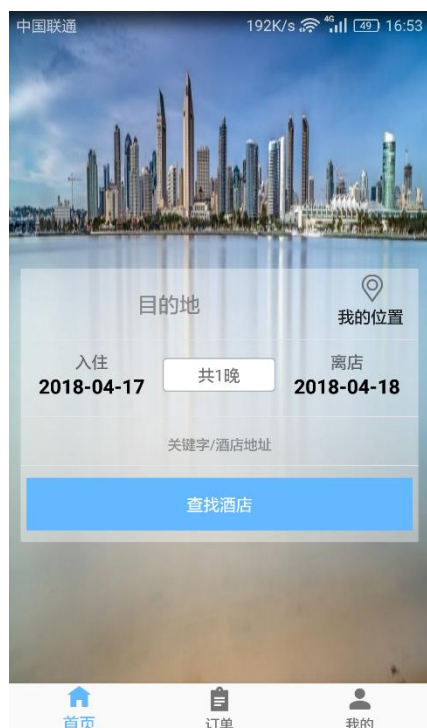 中国联通 192K/s 4G 49 16:53
目的地
我的位置
入住 离店
2018-04-17 共1晚 2018-04-18
关键字/酒店地址
查找酒店
首页 订单 我的